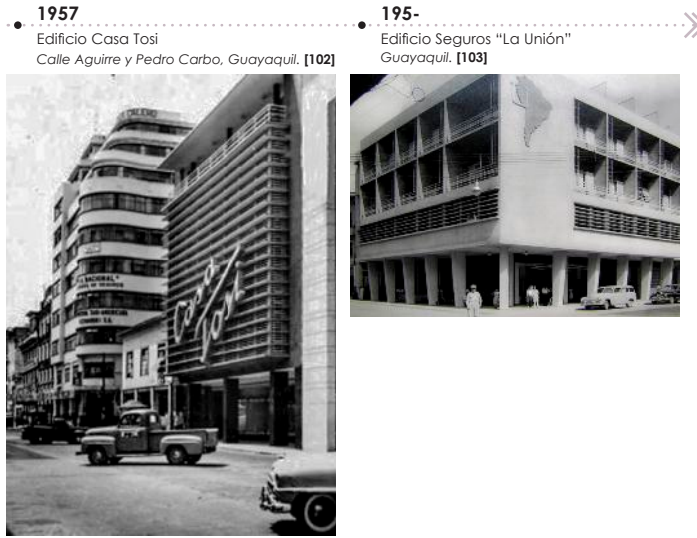 1957
Edificio Casa Tosi
Calle Aguirre y Pedro Carbo, Guayaquil. [102]
195-
Edificio Seguros “La Unión”
Guayaquil. [103]
NACIONAL"
Casa
Tosi